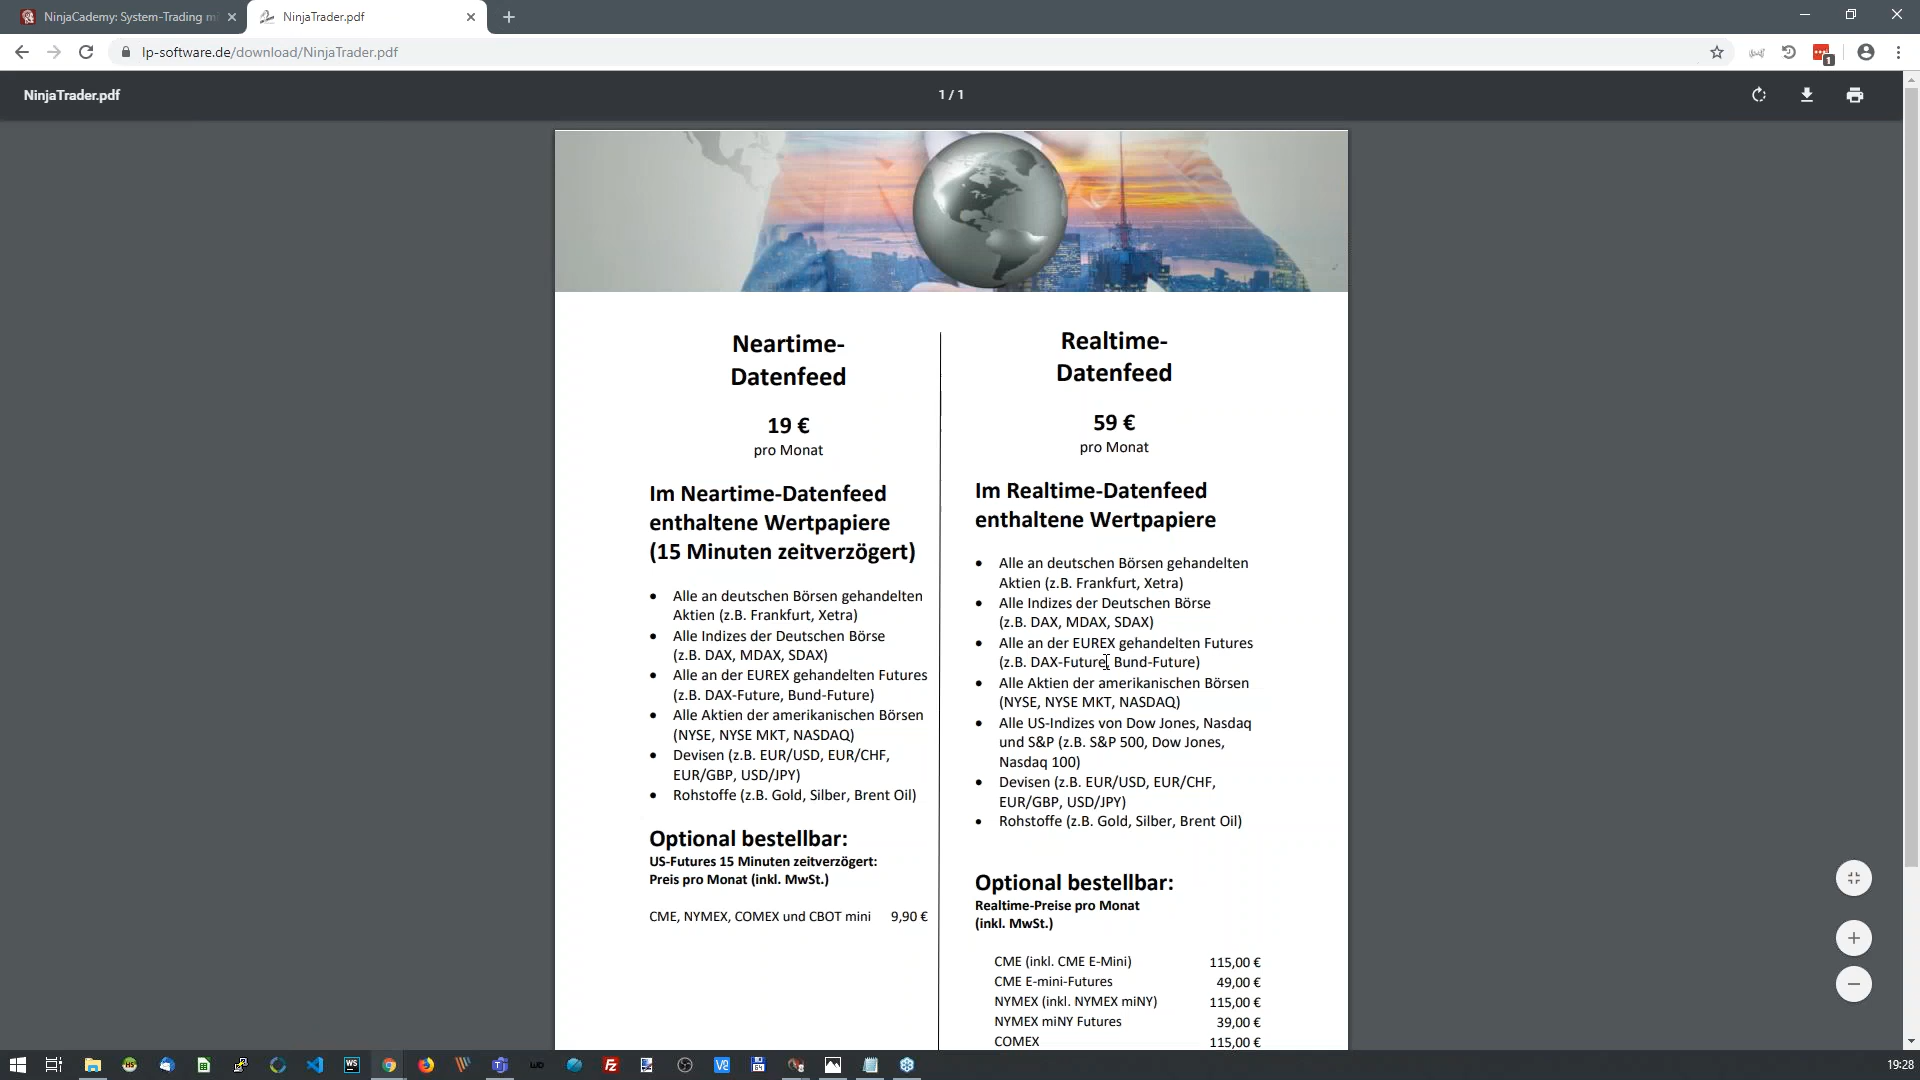 NinjaCademy: System-Trading mi
NinjaTrader.pdf
lp-software.de/download/NinjaTrader.pdf
1
NinjaTrader.pdf
1 / 1
Neartime-
Datenfeed
19 €
pro Monat
Im Neartime-Datenfeed
enthaltene Wertpapiere
(15 Minuten zeitverzögert)
• Alle an deutschen Börsen gehandelten
Aktien (z.B. Frankfurt, Xetra)
• Alle Indizes der Deutschen Börse
(z.B. DAX, MDAX, SDAX)
• Alle an der EUREX gehandelten Futures
(z.B. DAX-Future, Bund-Future)
• Alle Aktien der amerikanischen Börsen
(NYSE, NYSE MKT, NASDAQ)
• Devisen (z.B. EUR/USD, EUR/CHF,
EUR/GBP, USD/JPY)
• Rohstoffe (z.B. Gold, Silber, Brent Oil)
Optional bestellbar:
US-Futures 15 Minuten zeitverzögert:
Preis pro Monat (inkl. MwSt.)
CME, NYMEX, COMEX und CBOT mini 9,90 €
Realtime-
Datenfeed
59 €
pro Monat
Im Realtime-Datenfeed
enthaltene Wertpapiere
• Alle an deutschen Börsen gehandelten
Aktien (z.B. Frankfurt, Xetra)
• Alle Indizes der Deutschen Börse
(z.B. DAX, MDAX, SDAX)
• Alle an der EUREX gehandelten Futures
(z.B. DAX-Future, Bund-Future)
• Alle Aktien der amerikanischen Börsen
(NYSE, NYSE MKT, NASDAQ)
• Alle US-Indizes von Dow Jones, Nasdaq
und S&P (z.B. S&P 500, Dow Jones,
Nasdaq 100)
• Devisen (z.B. EUR/USD, EUR/CHF,
EUR/GBP, USD/JPY)
• Rohstoffe (z.B. Gold, Silber, Brent Oil)
Optional bestellbar:
Realtime-Preise pro Monat
(inkl. MwSt.)
CME (inkl. CME E-Mini) 115,00 €
CME E-mini-Futures 49,00 €
NYMEX (inkl. NYMEX miNY) 115,00 €
NYMEX miNY Futures 39,00 €
COMEX 115,00 €
19:28